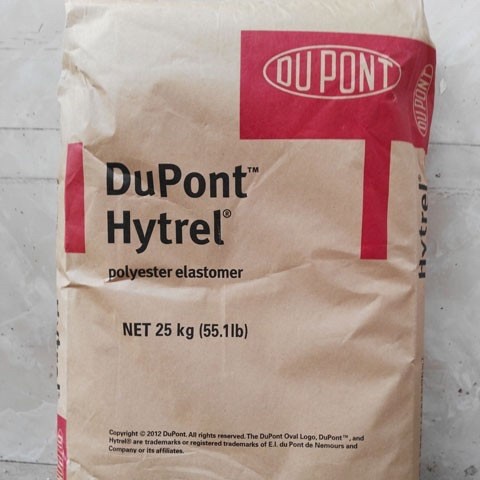 DU PONT
DU PONT
DuPont™
Hytrel®
Hytrel®
polyester elastomer
NET 25 kg (55.1lb)
Copyright © 2012 DuPont. All rights reserved. The DuPont Oval Logo, DuPont™, and
Hytrel® are trademarks or registered trademarks of E.I. du Pont de Nemours and
Company or its affiliates.